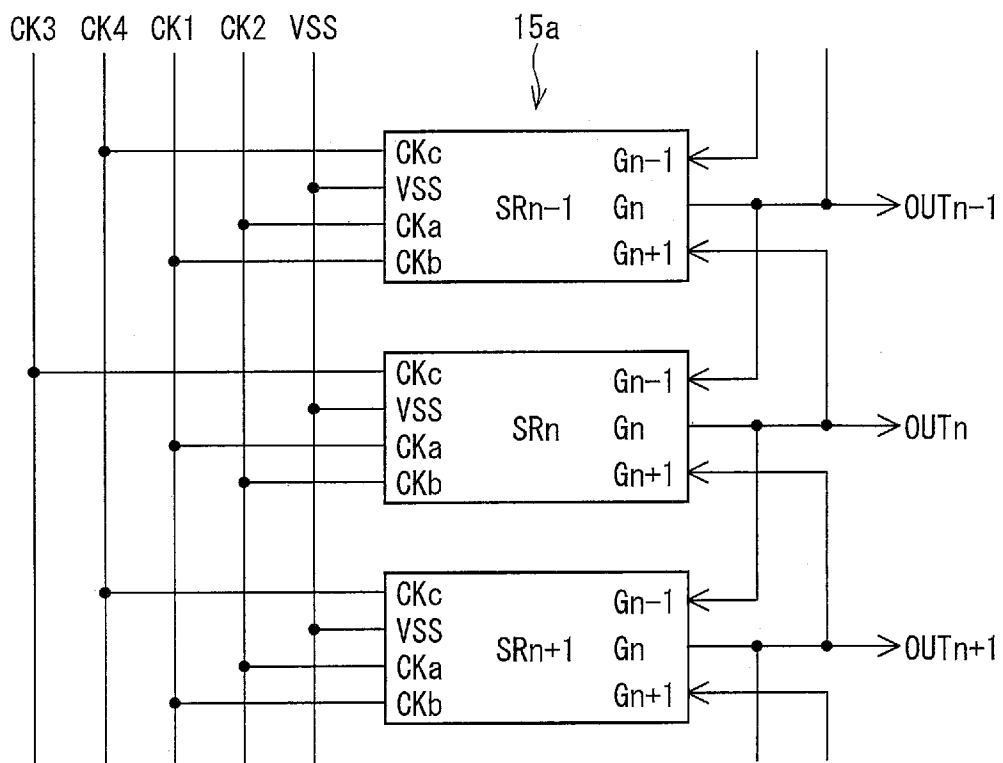 CK3 CK4 CK1 CK2 VSS 15a
CKc
VSS
CKa
CKb
SRn-1
Gn-1
Gn
Gn+1
OUTn-1
CKc
VSS
CKa
CKb
SRn
Gn-1
Gn
Gn+1
OUTn
CKc
VSS
CKa
CKb
SRn+1
Gn-1
Gn
Gn+1
OUTn+1